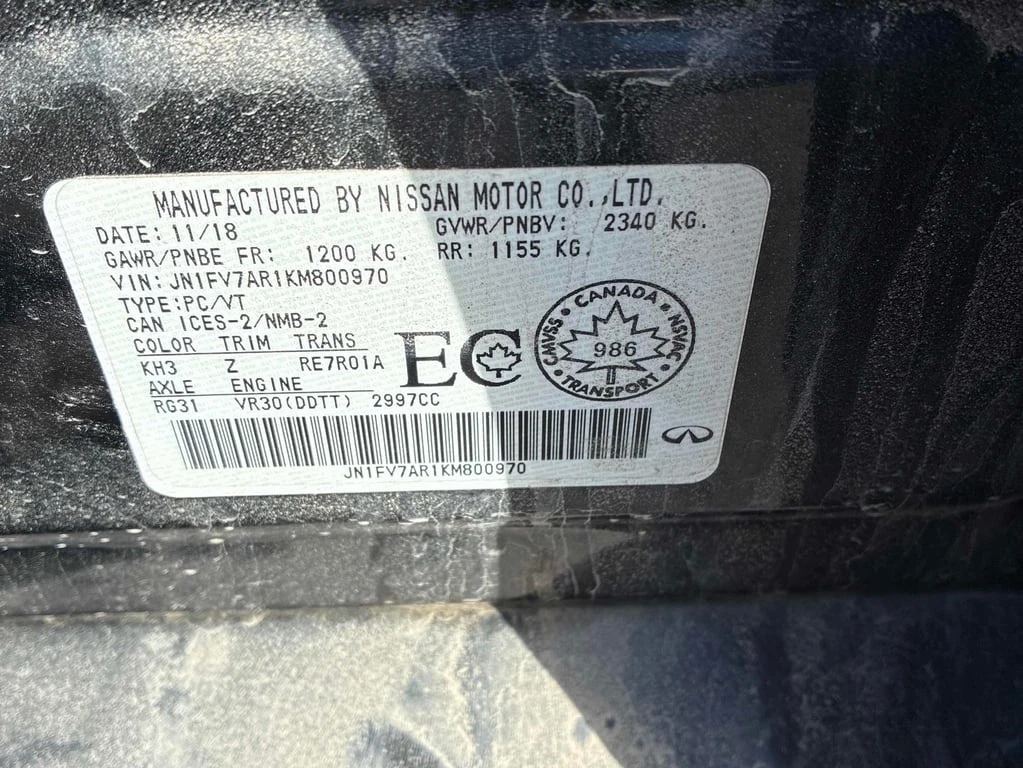 MANUFACTURED BY NISSAN MOTOR CO.,LTD.
DATE: 11/18 GVWR/PNBV: 2340 KG.
GAWR/PNBE FR: 1200 KG. RR: 1155 KG.
VIN: JN1FV7AR1KM800970
TYPE:PC/VT
CAN ICES-2/NMB-2
COLOR TRIM TRANS
KH3 Z RE7R01A
AXLE ENGINE
RG31 VR30(DDTT) 2997CC
EC
CANADA
CMVSS
NSVAC
986
TRANSPORT
JN1FV7AR1KM800970